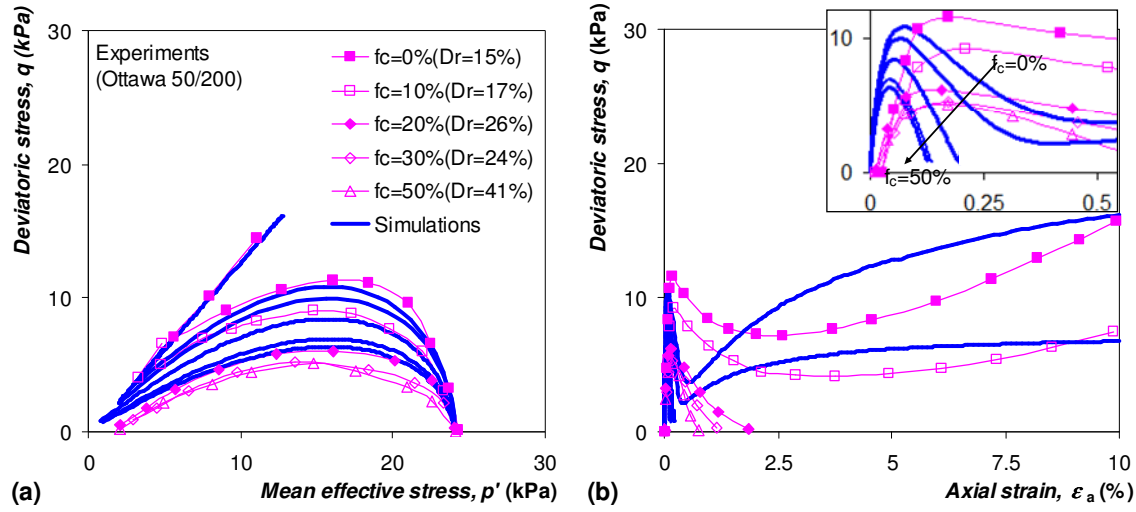 30
20
10
0
Deviatoric stress, q (kPa)
Experiments
(Ottawa 50/200)
fc=0%(Dr=15%)
fc=10%(Dr=17%)
fc=20%(Dr=26%)
fc=30%(Dr=24%)
fc=50%(Dr=41%)
Simulations
0 10 20 30
(a) Mean effective stress, p' (kPa)
30
20
10
0
Deviatoric stress, q (kPa)
10
0
fc=0%
fc=50%
0 0.25 0.5
0 2.5 5 7.5 10
(b) Axial strain, εa (%)